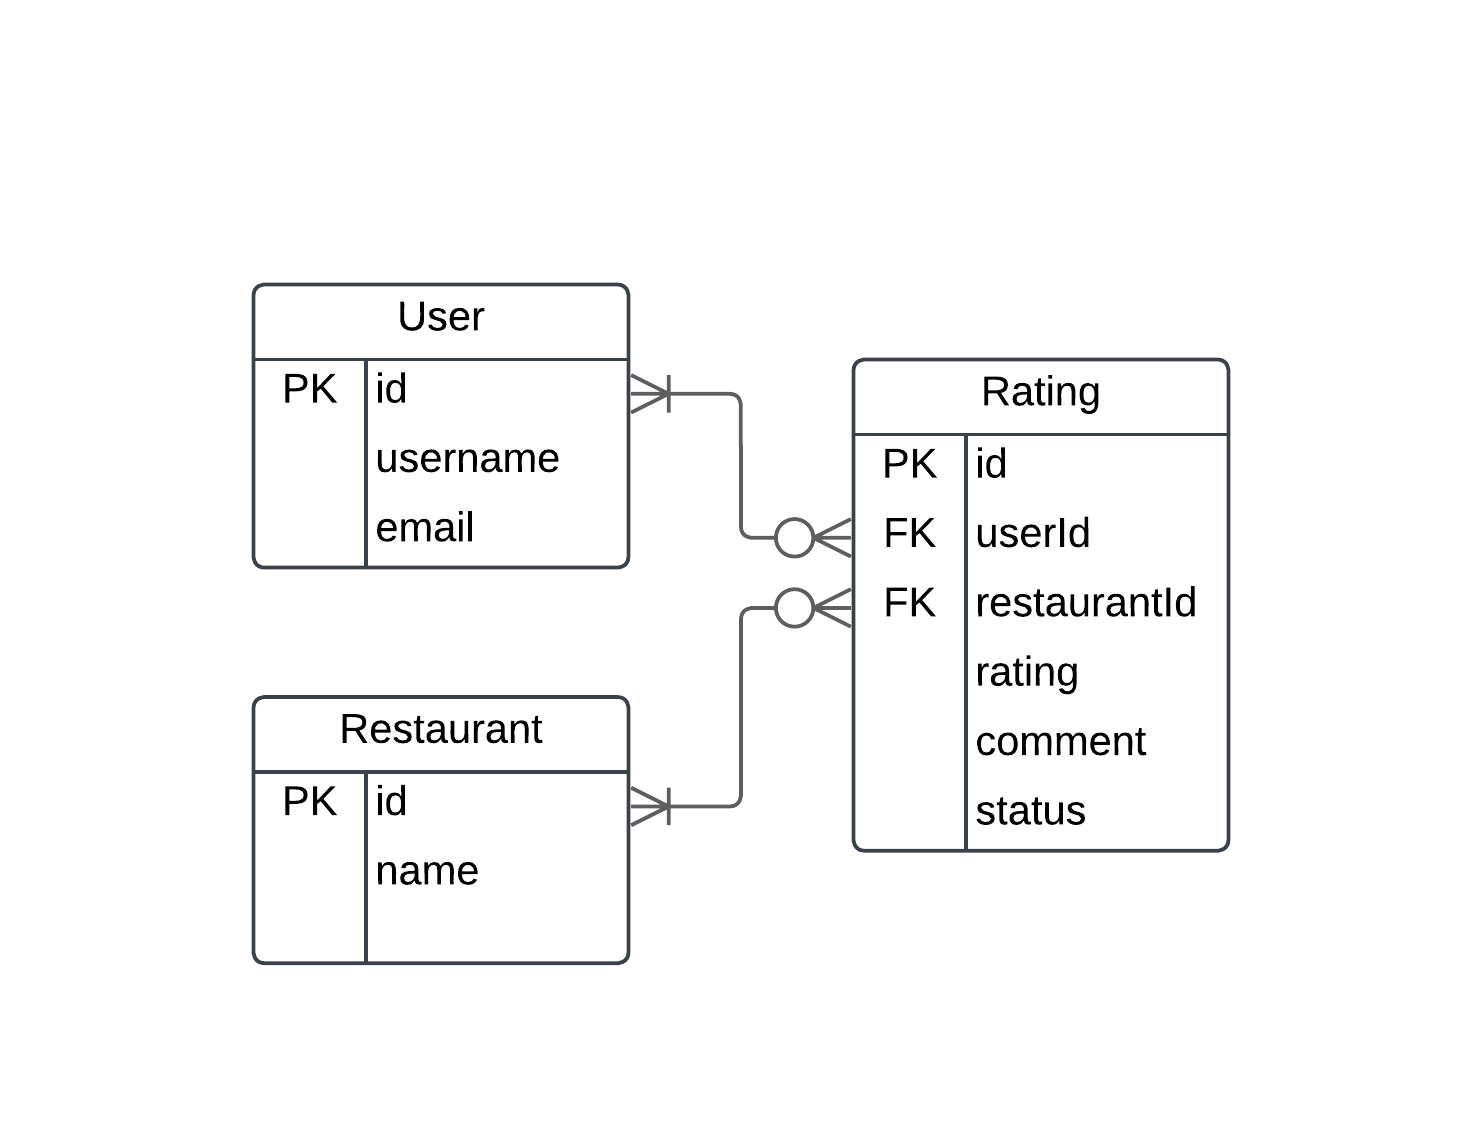 User
PK id
username
email
Rating
PK id
FK userId
FK restaurantId
rating
comment
status
Restaurant
PK id
name